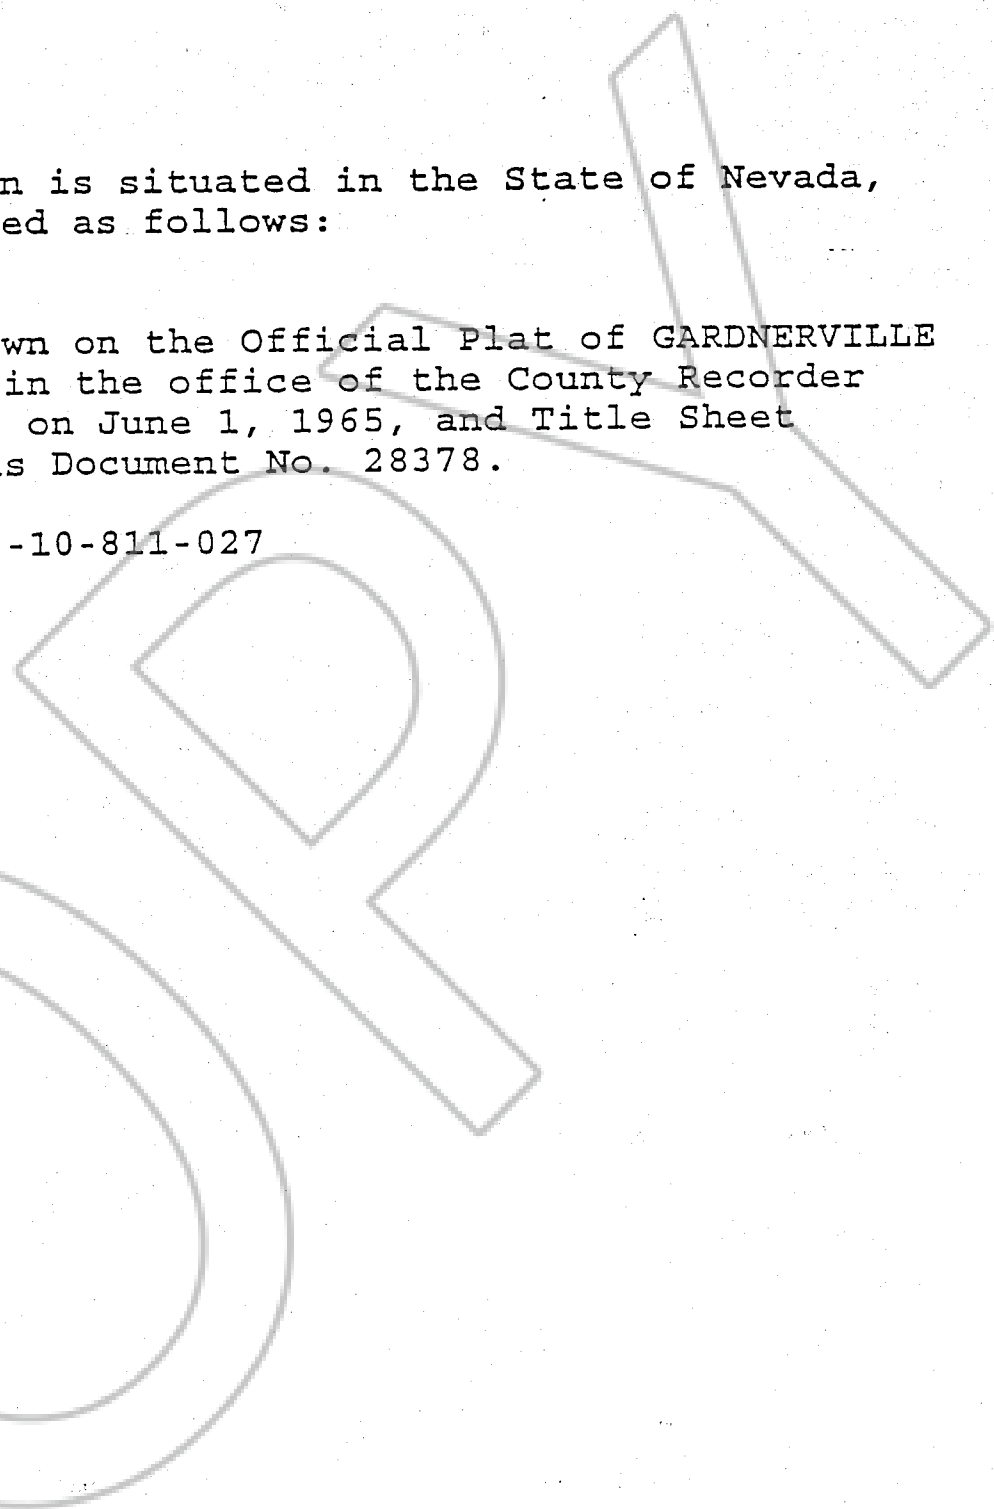 n is situated in the State of Nevada,
ed as follows:
wn on the Official Plat of GARDNERVILLE
in the office of the County Recorder
on June 1, 1965, and Title Sheet
s Document No. 28378.
-10-811-027
OPY